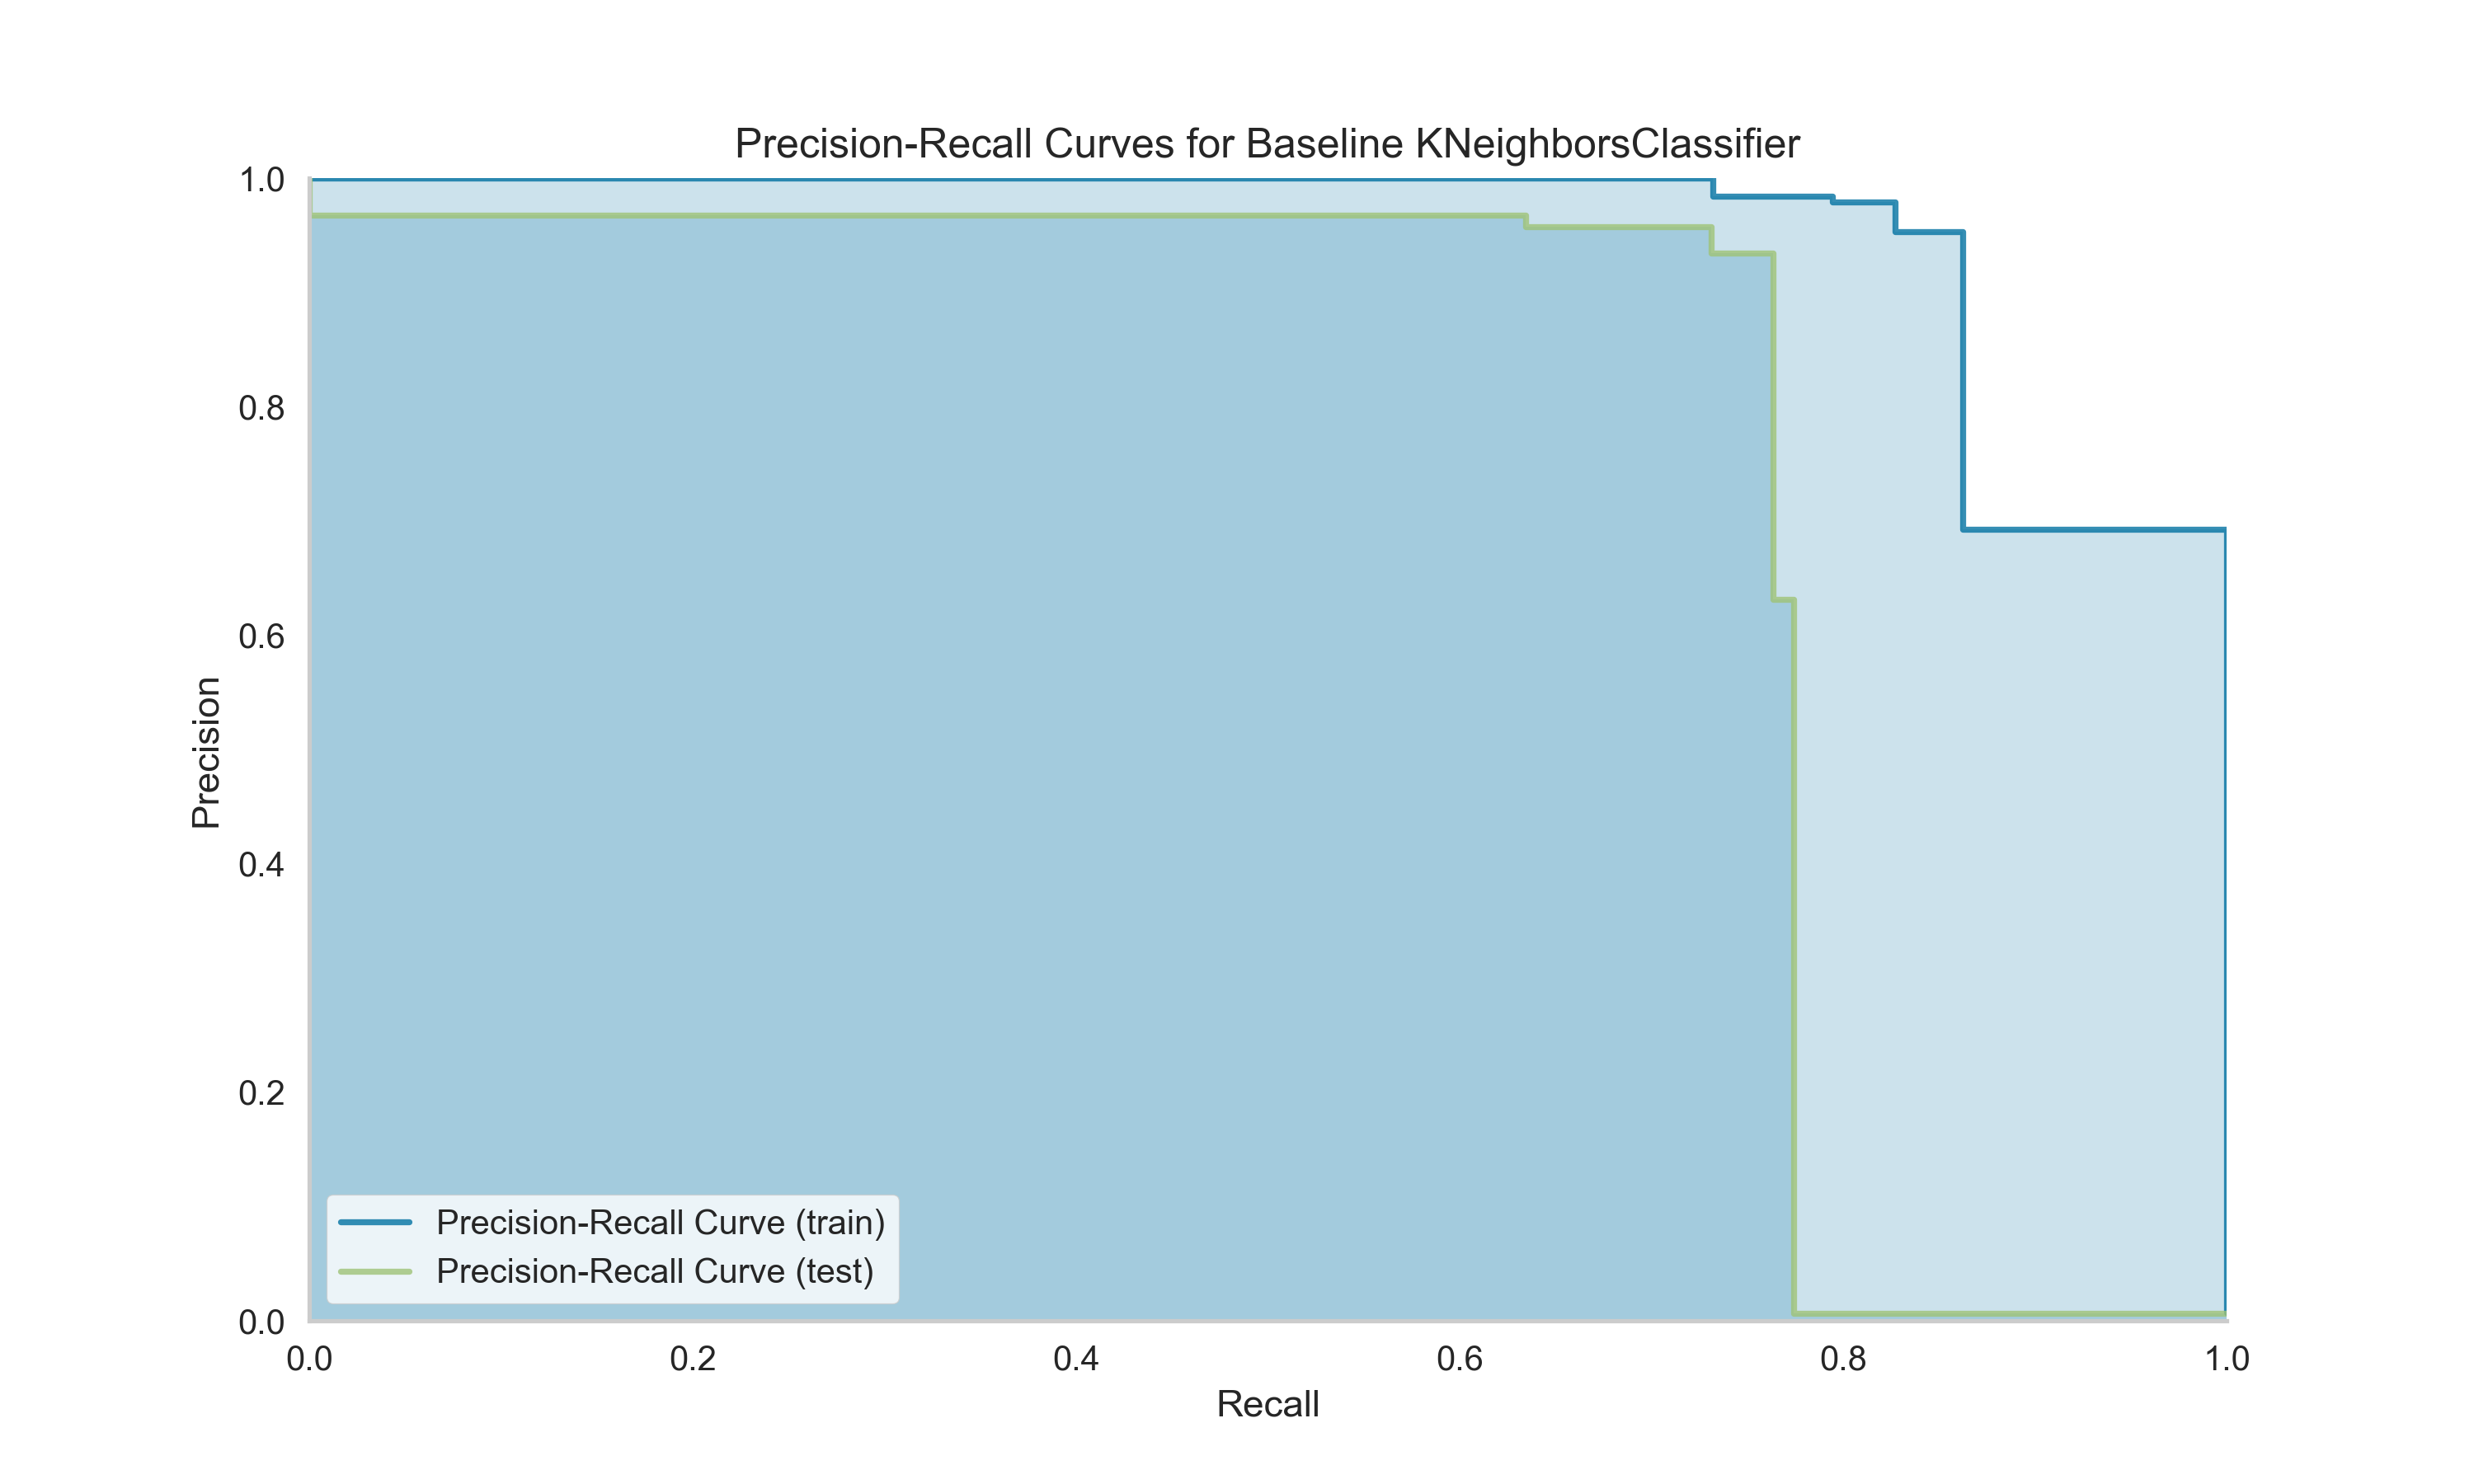 Precision-Recall Curves for Baseline KNeighborsClassifier
1.0
0.8
0.6
0.4
0.2
0.0
Precision
Precision-Recall Curve (train)
Precision-Recall Curve (test)
0.0 0.2 0.4 0.6 0.8 1.0
Recall